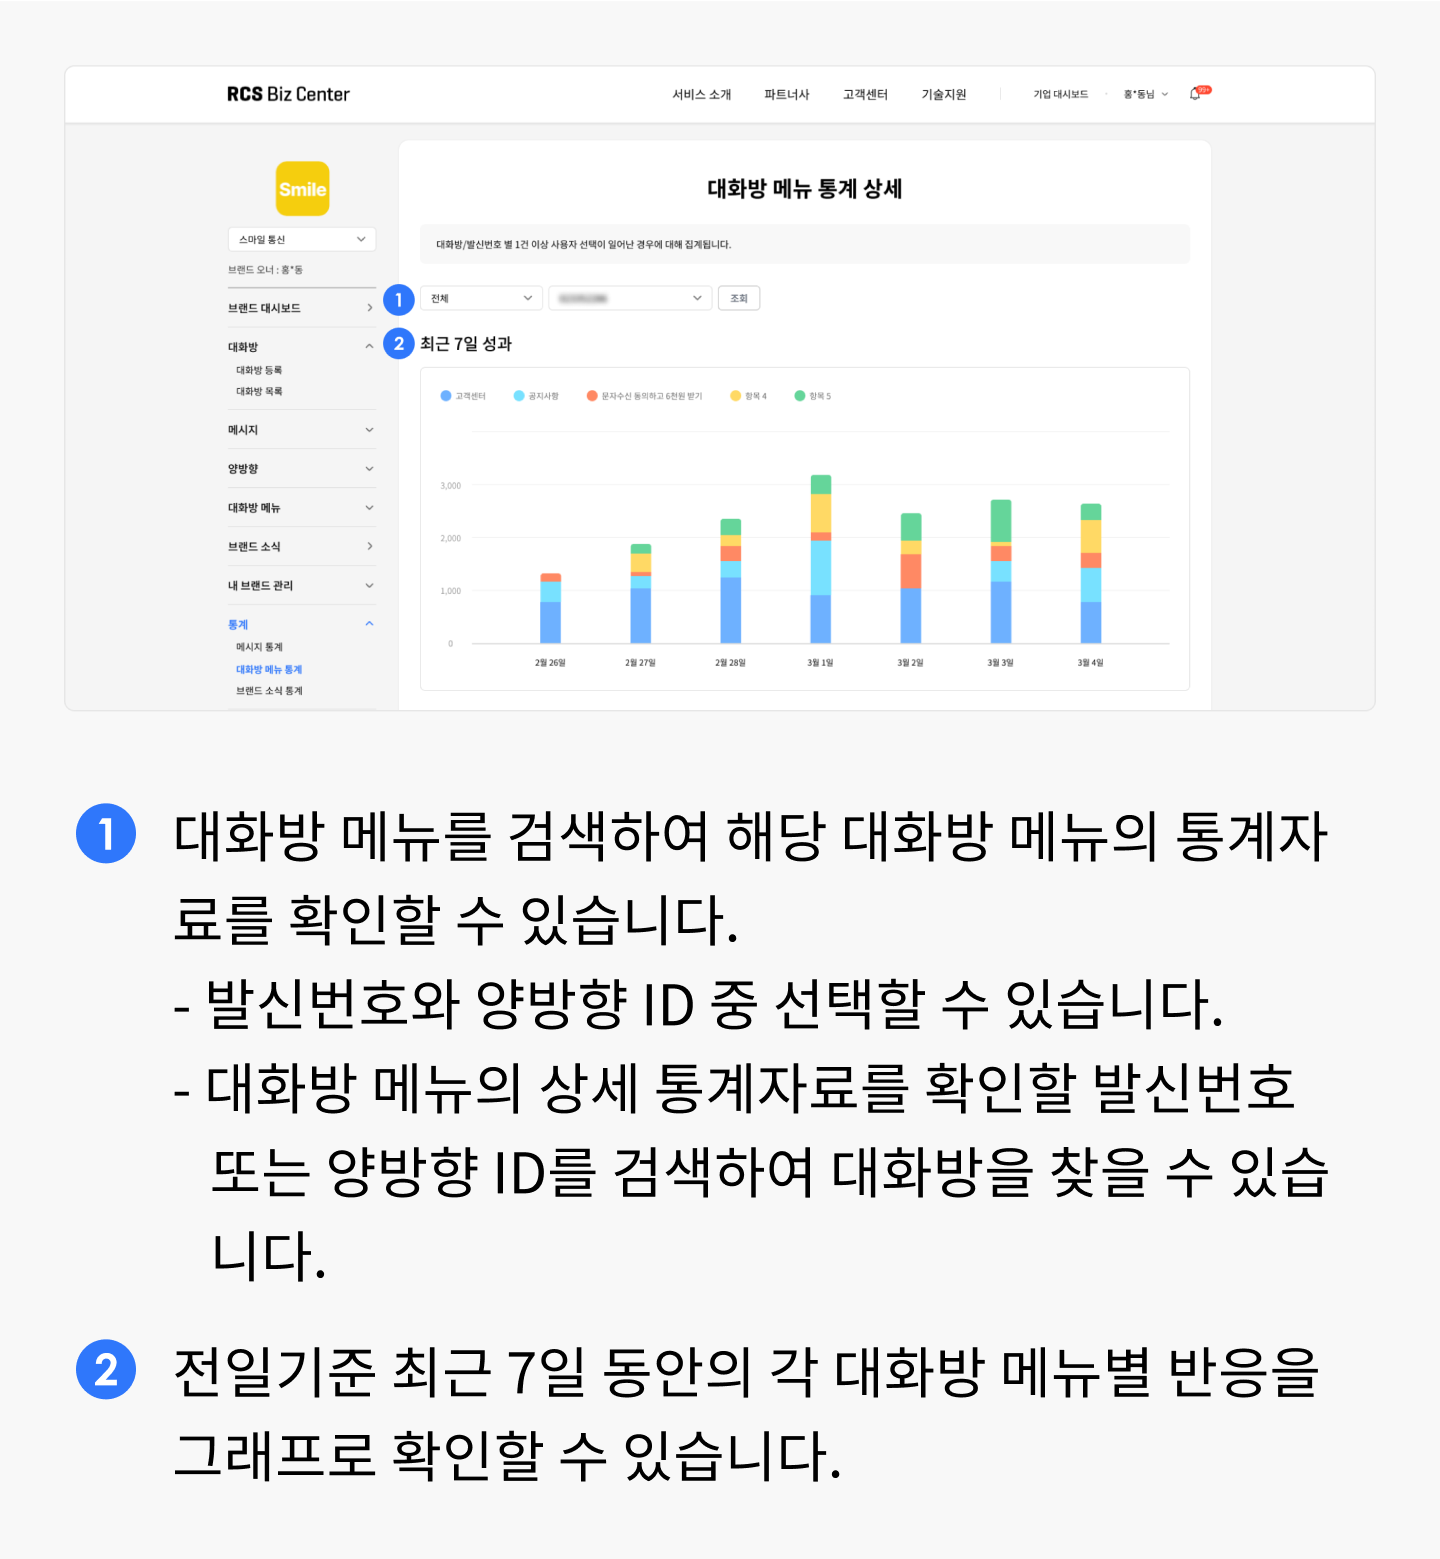 RCS Biz Center
서비스 소개 파트너사 고객센터 기술지원 기업 대시보드 홍*동님 99+
Smile
스마일 통신
브랜드 오너 : 홍*동
브랜드 대시보드
대화방
대화방 등록
대화방 목록
메시지
양방향
대화방 메뉴
브랜드 소식
내 브랜드 관리
통계
메시지 통계
대화방 메뉴 통계
브랜드 소식 통계
대화방 메뉴 통계 상세
대화방/발신번호 별 1건 이상 사용자 선택이 일어난 경우에 대해 집계됩니다.
1 전체 조회
2 최근 7일 성과
고객센터 공지사항 문자수신 동의하고 6천원 받기 항목 4 항목 5
3,000
2,000
1,000
0
2월 26일 2월 27일 2월 28일 3월 1일 3월 2일 3월 3일 3월 4일
1 대화방 메뉴를 검색하여 해당 대화방 메뉴의 통계자
료를 확인할 수 있습니다.
- 발신번호와 양방향 ID 중 선택할 수 있습니다.
- 대화방 메뉴의 상세 통계자료를 확인할 발신번호
또는 양방향 ID를 검색하여 대화방을 찾을 수 있습
니다.
2 전일기준 최근 7일 동안의 각 대화방 메뉴별 반응을
그래프로 확인할 수 있습니다.